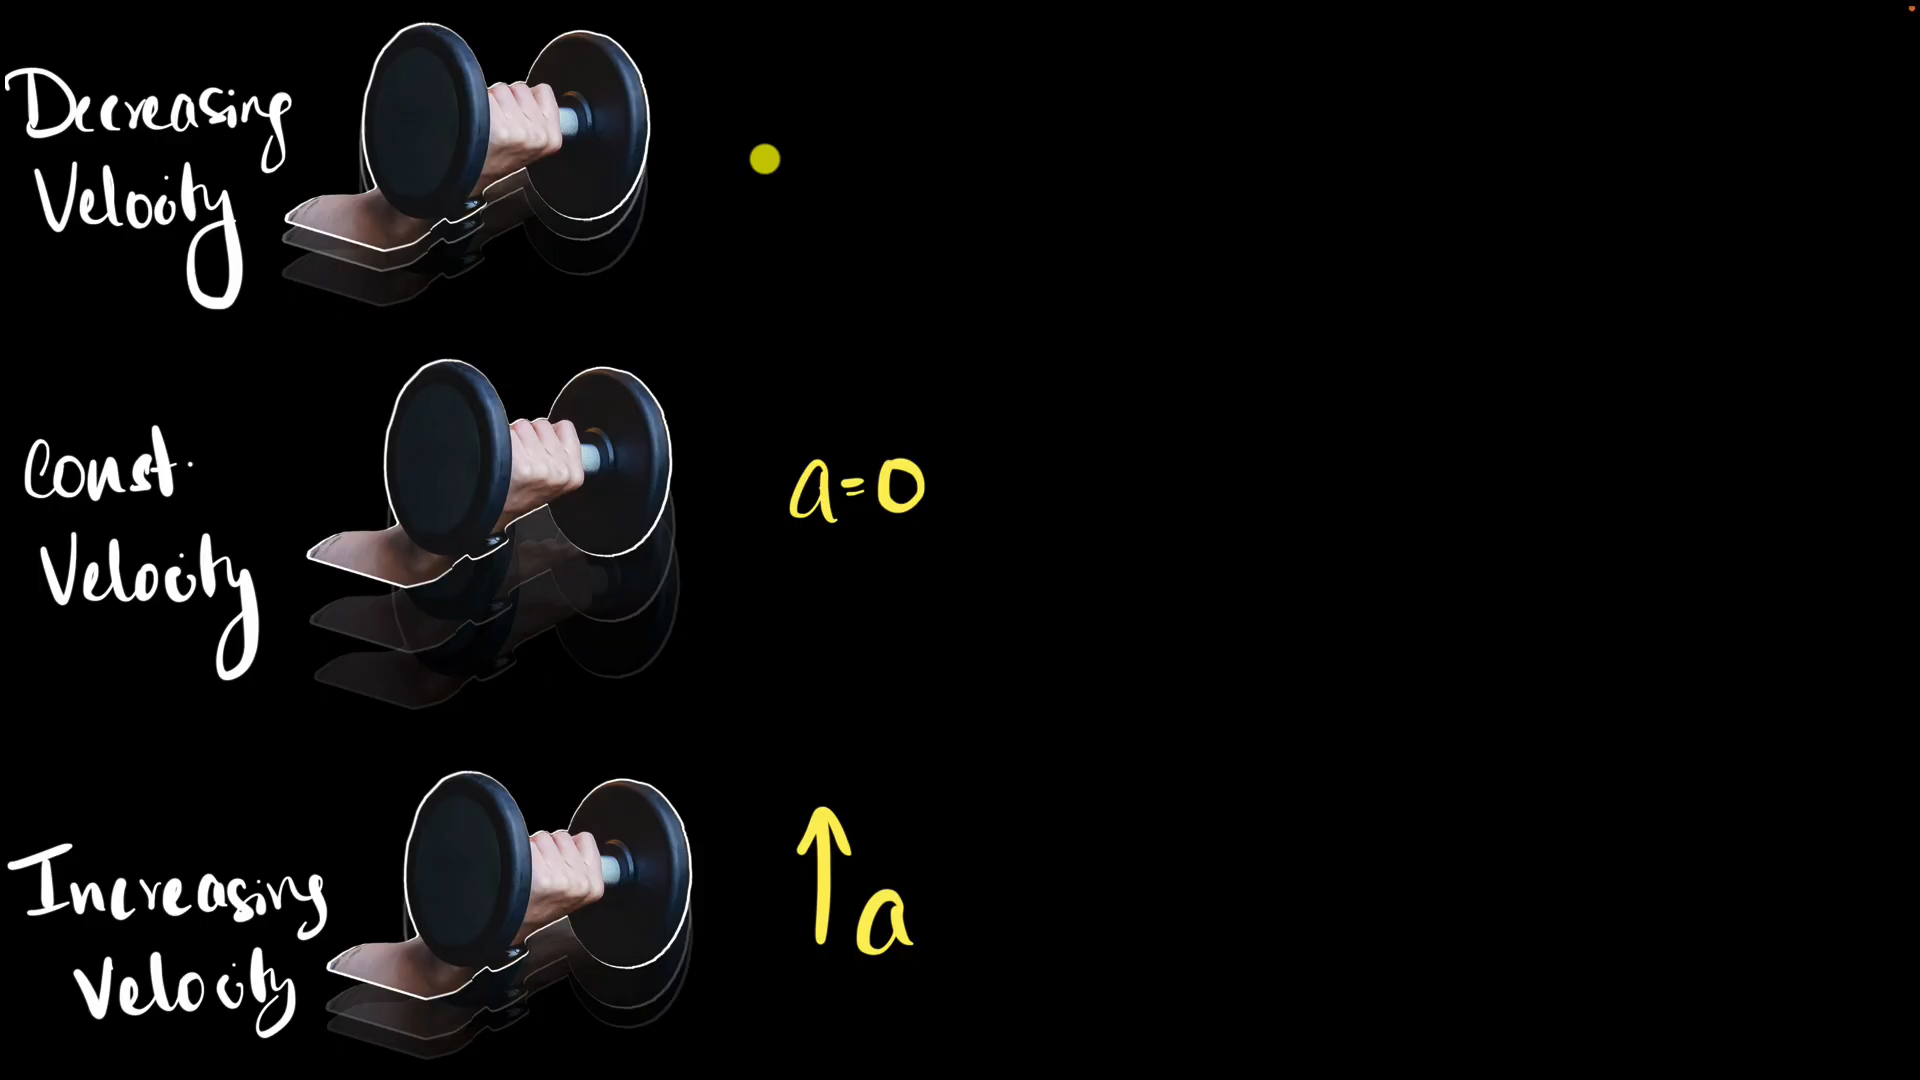 Decreasing
Velocity
Const.
Velocity
a=0
Increasing
Velocity
a